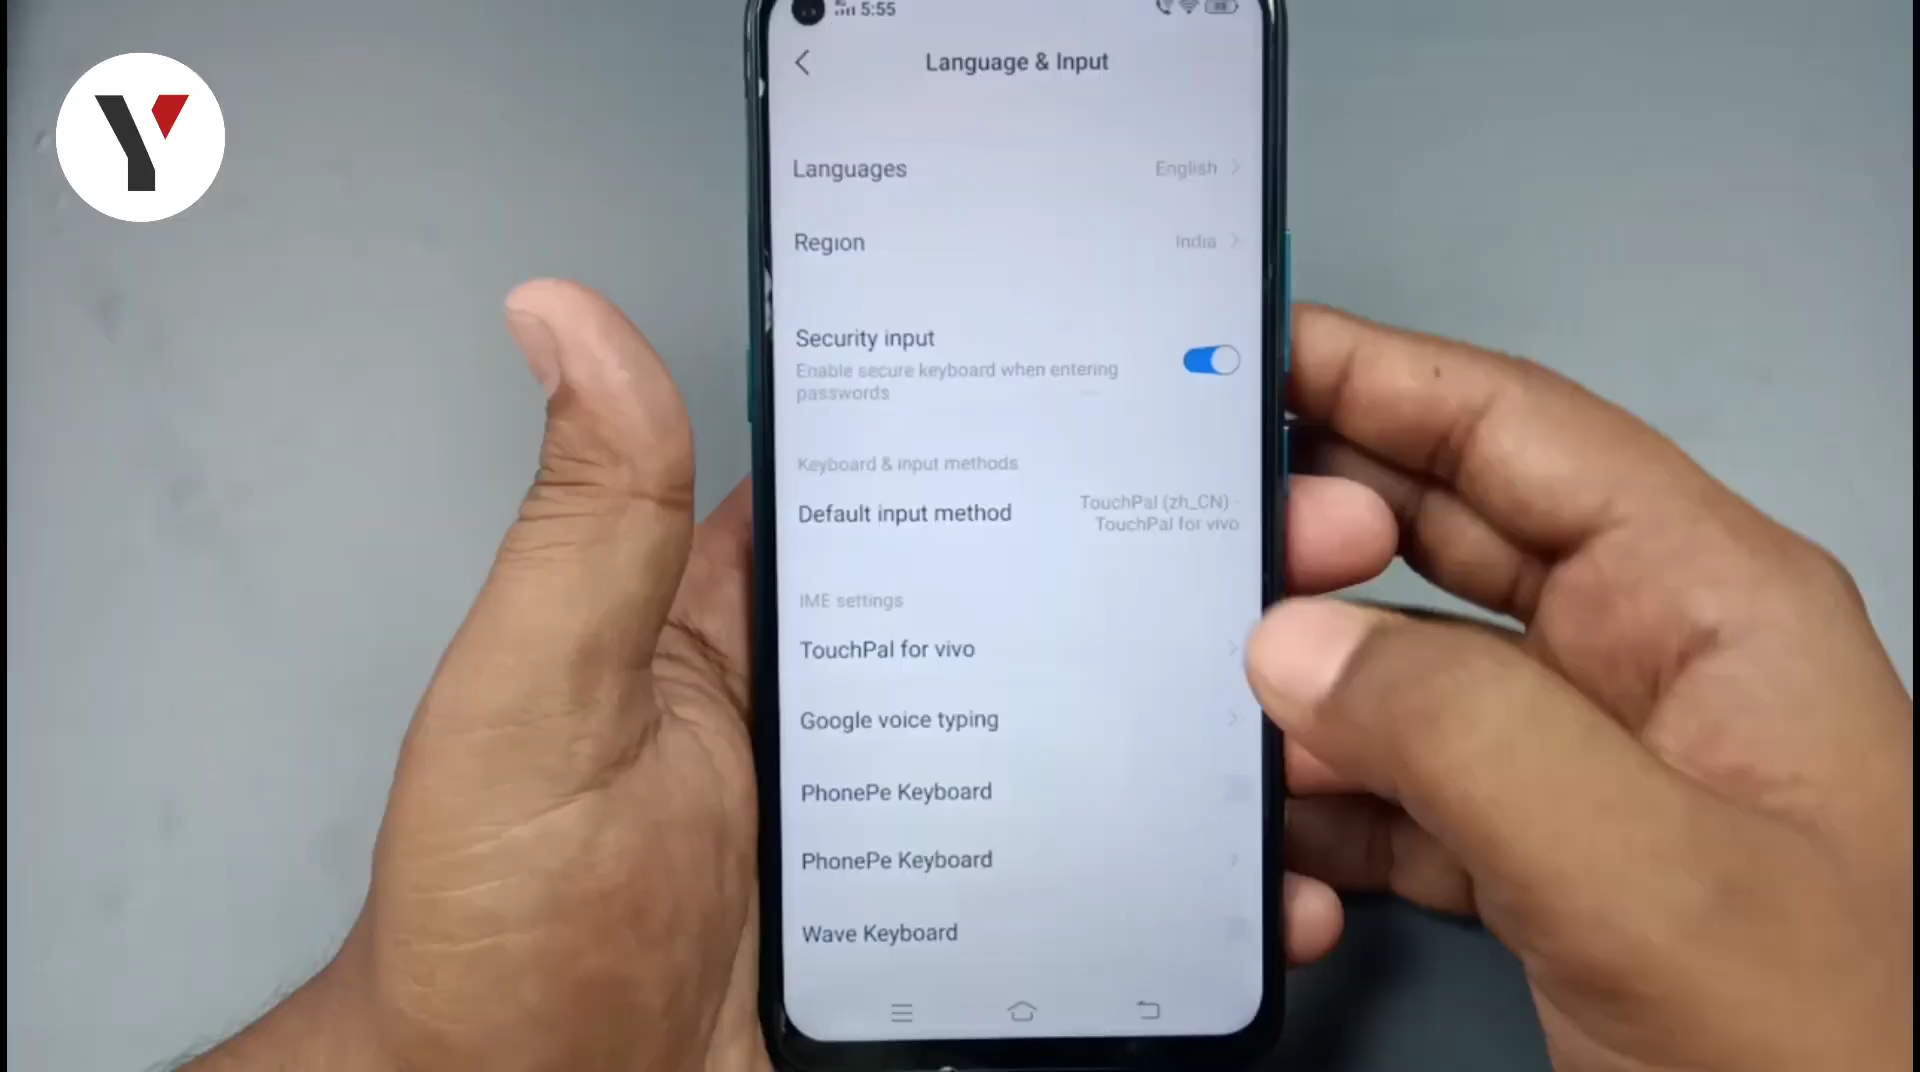 5:55
Language & Input
Languages English
Region India
Security input
Enable secure keyboard when entering
passwords
Keyboard & input methods
Default input method TouchPal (zh_CN) -
TouchPal for vivo
IME settings
TouchPal for vivo
Google voice typing
PhonePe Keyboard
PhonePe Keyboard
Wave Keyboard